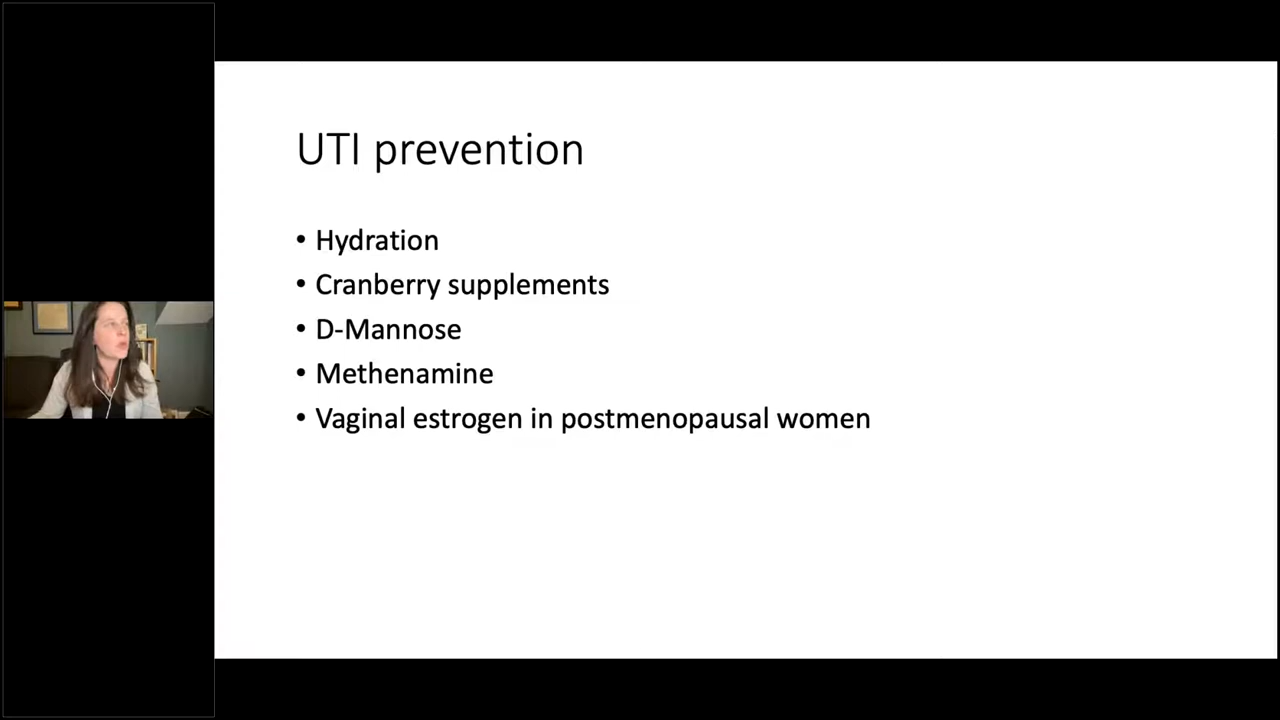 UTI prevention
• Hydration
• Cranberry supplements
• D-Mannose
• Methenamine
• Vaginal estrogen in postmenopausal women